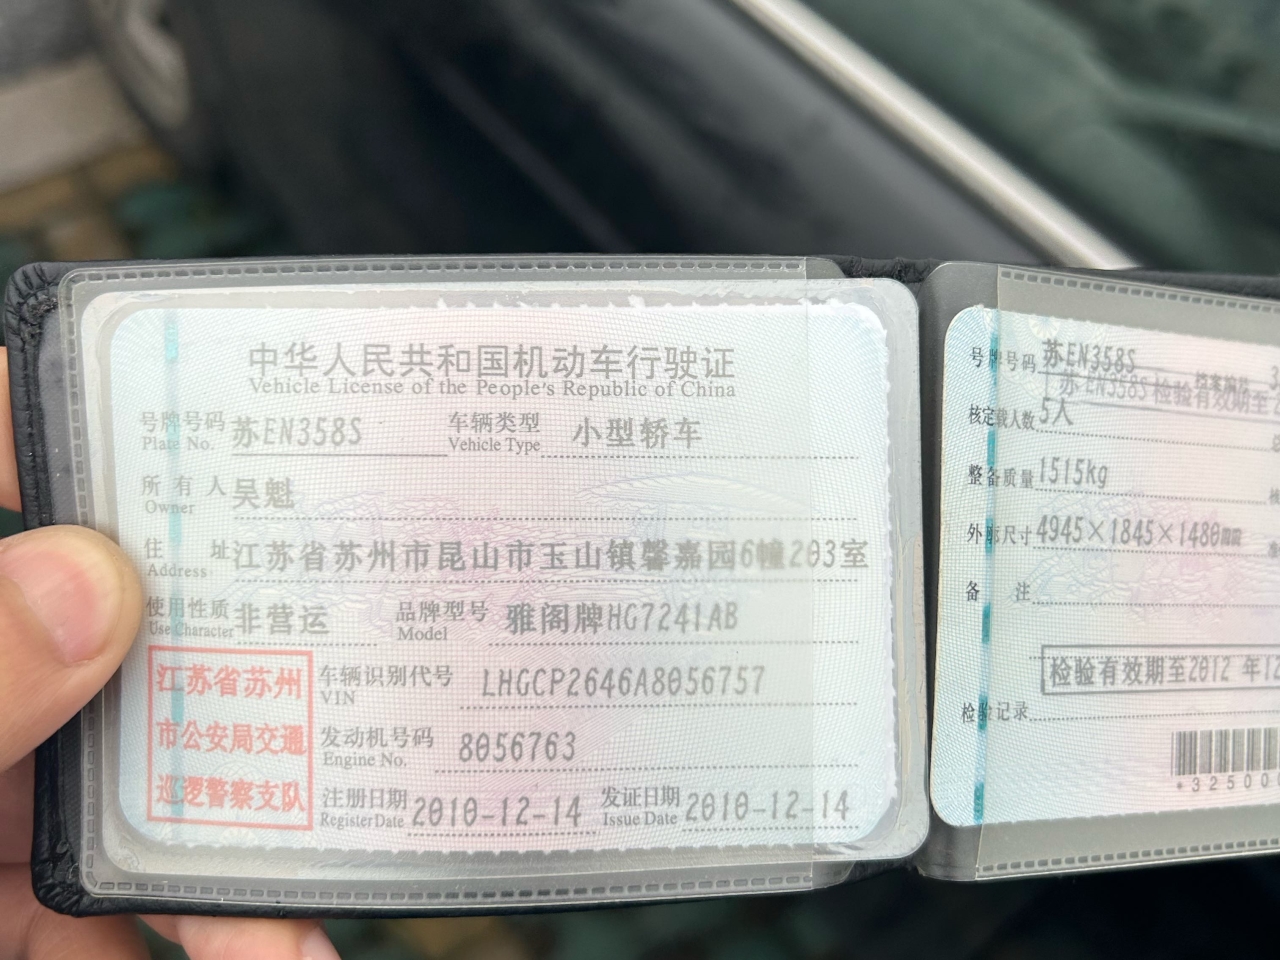 中华人民共和国机动车行驶证
Vehicle License of the People's Republic of China
号牌号码 苏EN358S 车辆类型 小型轿车
Plate No. Vehicle Type
所有人 吴魁
Owner
住址 江苏省苏州市昆山市玉山镇馨嘉园6幢203室
Address
使用性质 非营运 品牌型号 雅阁牌HG7241AB
Use Character Model
江苏省苏州
市公安局交通
巡逻警察支队
车辆识别代号 LHGCP2646A8056757
VIN
发动机号码 8056763
Engine No.
注册日期 2010-12-14 发证日期 2010-12-14
Register Date Issue Date
号牌号码 苏EN358S 档案编号 3
苏EN358S检验有效期至
核定载人数 5人
整备质量 1515kg
外廓尺寸 4945×1845×1480mm
备注
检验有效期至2012 年12
检验记录
*32500